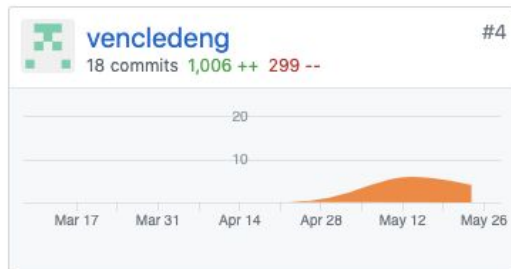 vencledeng
#4
18 commits 1,006 ++ 299 --
20
10
Mar 17 Mar 31 Apr 14 Apr 28 May 12 May 26